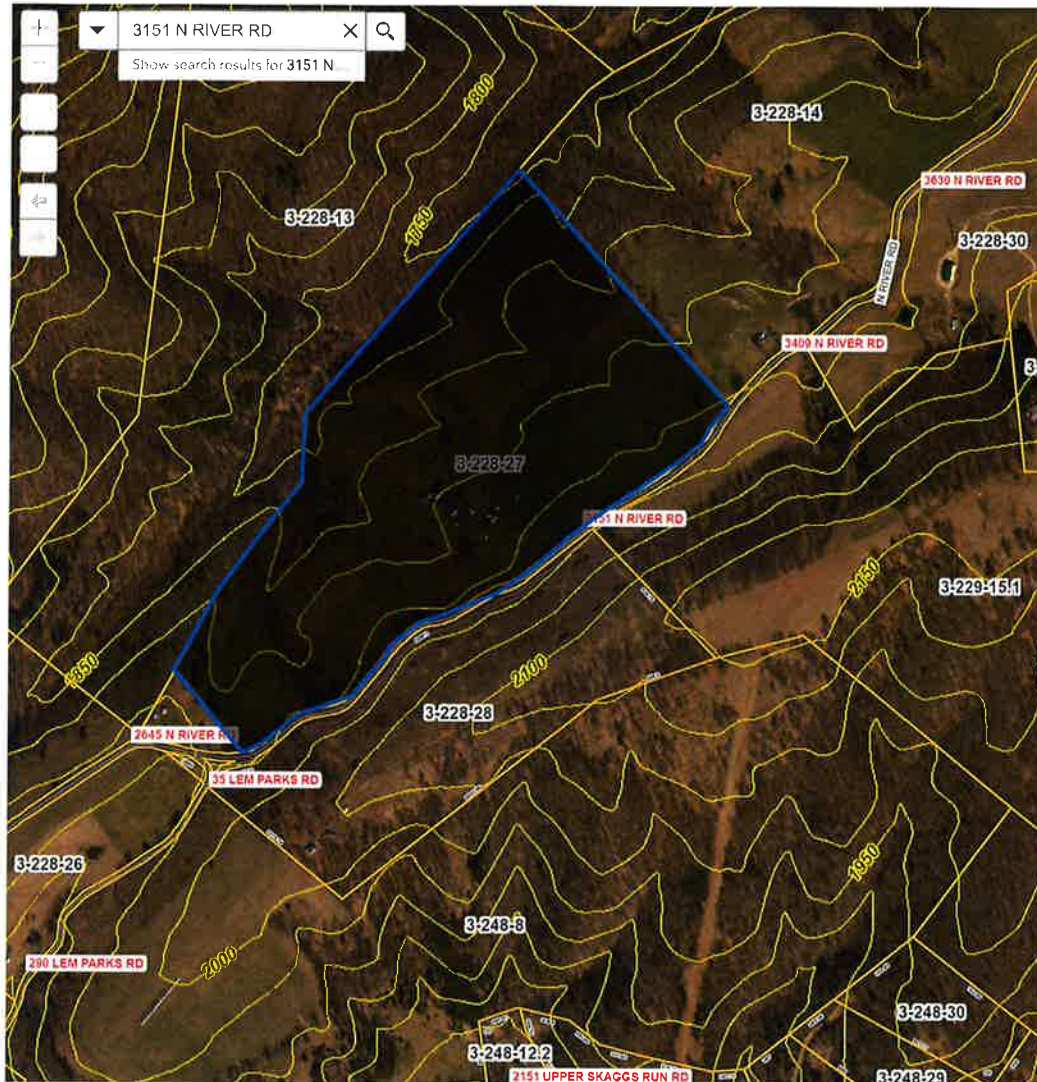 3151 N RIVER RD
Show search results for 3151 N
1800
3-228-14
3630 N RIVER RD
3-228-13
1750
3-228-30
N RIVER RD
3409 N RIVER RD
3-228-27
3151 N RIVER RD
2150
3-229-15.1
1850
2100
3-228-28
2645 N RIVER RD
35 LEM PARKS RD
3-228-26
1950
3-248-8
290 LEM PARKS RD
2000
3-248-30
3-248-12.2
2151 UPPER SKAGGS RUN RD
3-248-29